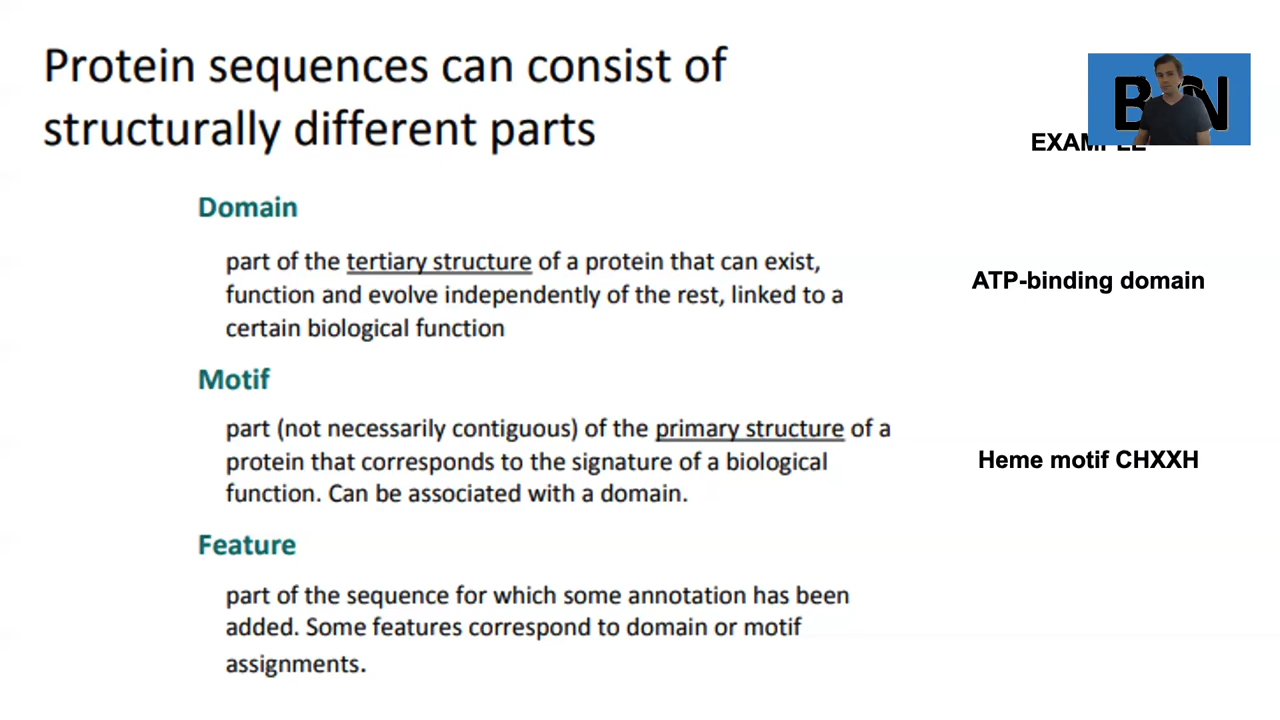 Protein sequences can consist of
structurally different parts
EXAMPLE
Domain
part of the tertiary structure of a protein that can exist,
function and evolve independently of the rest, linked to a
certain biological function
ATP-binding domain
Motif
part (not necessarily contiguous) of the primary structure of a
protein that corresponds to the signature of a biological
function. Can be associated with a domain.
Heme motif CHXXH
Feature
part of the sequence for which some annotation has been
added. Some features correspond to domain or motif
assignments.